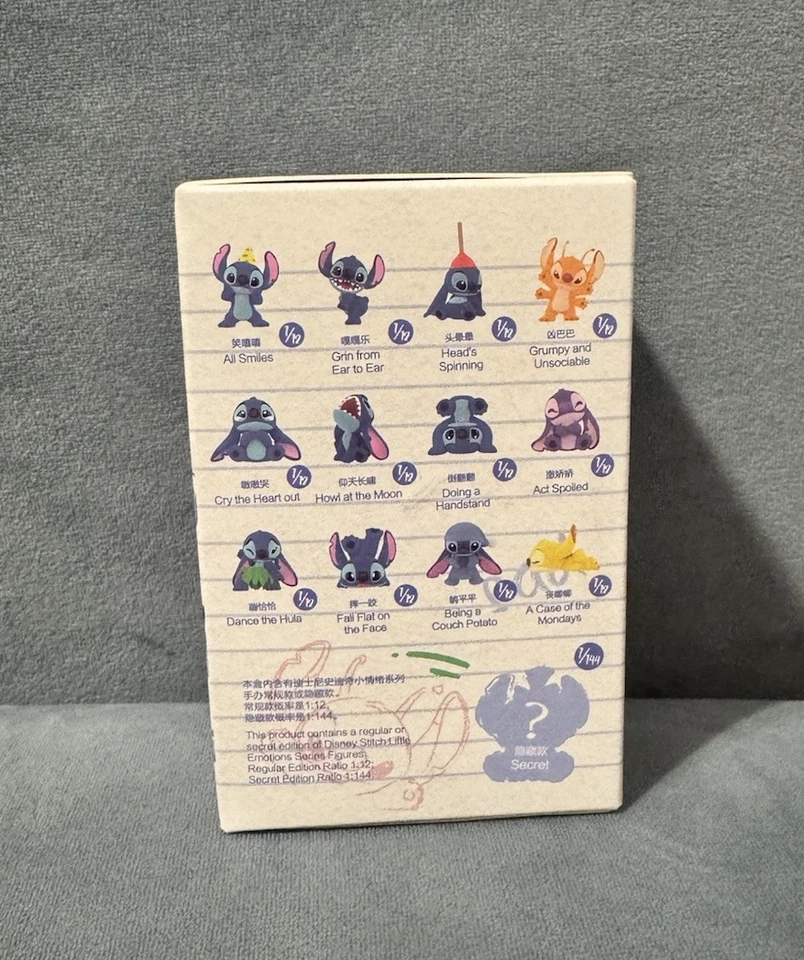 1/12 1/12 1/12 1/12
笑嘻嘻 嘎嘎乐 头晕晕 凶巴巴
All Smiles Grin from Head's Grumpy and
Ear to Ear Spinning Unsociable
1/12 1/12 1/12 1/12
嗷嗷哭 仰天长啸 倒翻翻 撒娇娇
Cry the Heart out Howl at the Moon Doing a Act Spoiled
Handstand
1/12 1/12 1/12 1/12
蹦恰恰 摔一跤 躺平平
Dance the Hula Fall Flat on Being a A Case of the
the Face Couch Potato Mondays
1/144
本盒内含有迪士尼史迪奇小情绪系列
手办常规款或隐藏款。
常规款概率是1:12,
隐藏款概率是1:144。
This product contains a regular or
secret edition of Disney Stitch Little
Emotions Series Figures.
Regular Edition Ratio 1:12;
Secret Edition Ratio 1:144.
?
隐藏款
Secret